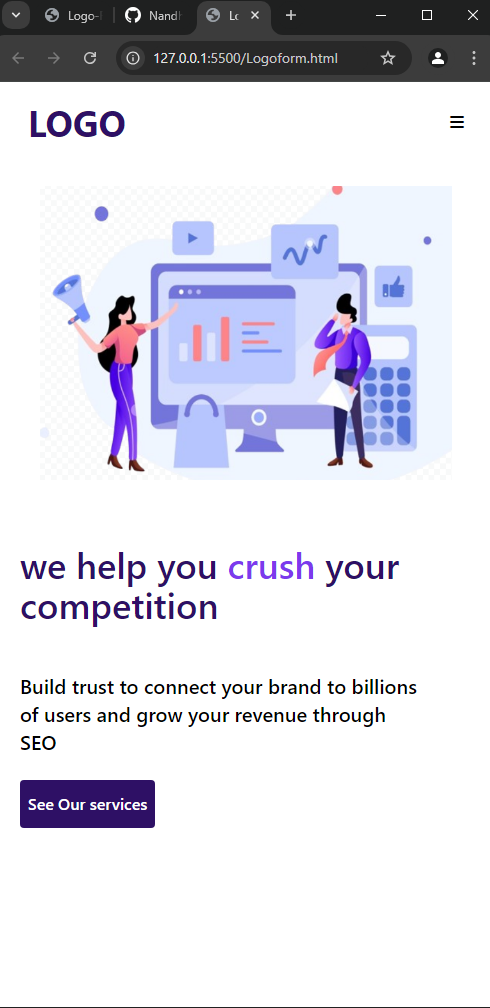 Lo
Logo-
Nandl
127.0.0.1:5500/Logoform.html
LOGO
we help you crush your
competition
Build trust to connect your brand to billions
of users and grow your revenue through
SEO
See Our services